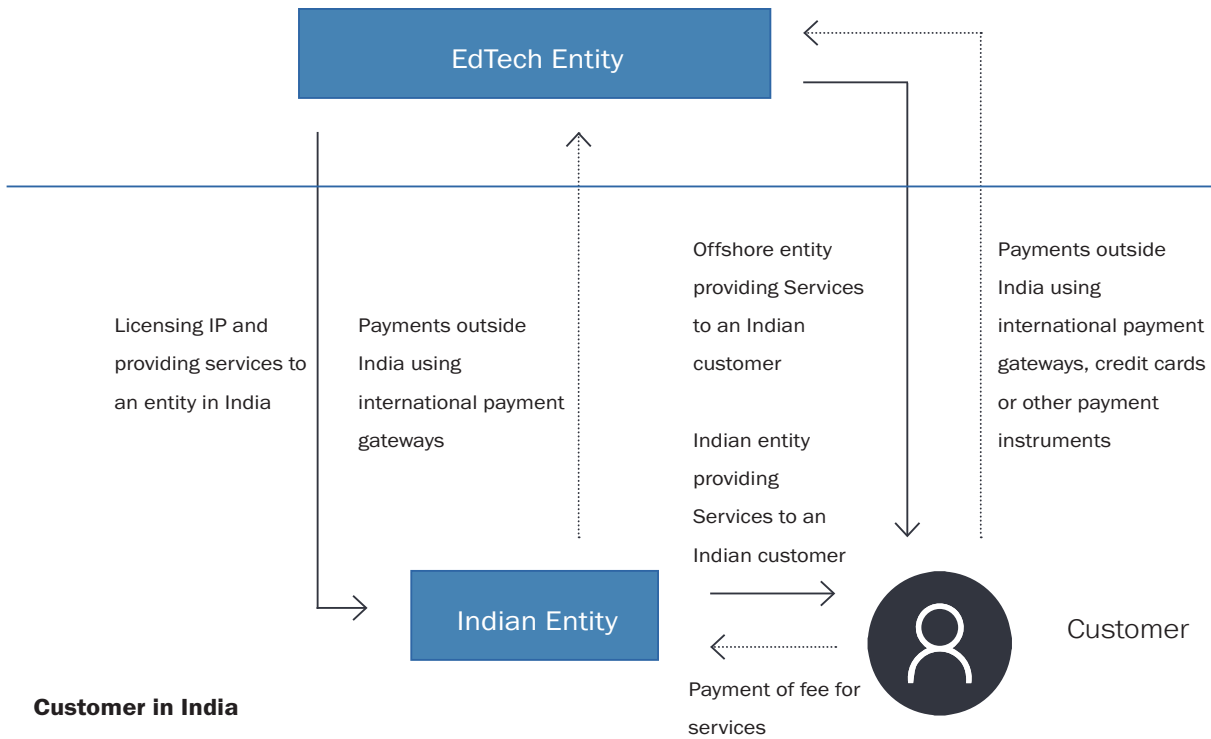 EdTech Entity
Licensing IP and
providing services to
an entity in India
Payments outside
India using
international payment
gateways
Offshore entity
providing Services
to an Indian
customer
Payments outside
India using
international payment
gateways, credit cards
or other payment
instruments
Indian entity
providing
Services to an
Indian customer
Indian Entity
Customer
Payment of fee for
services
Customer in India